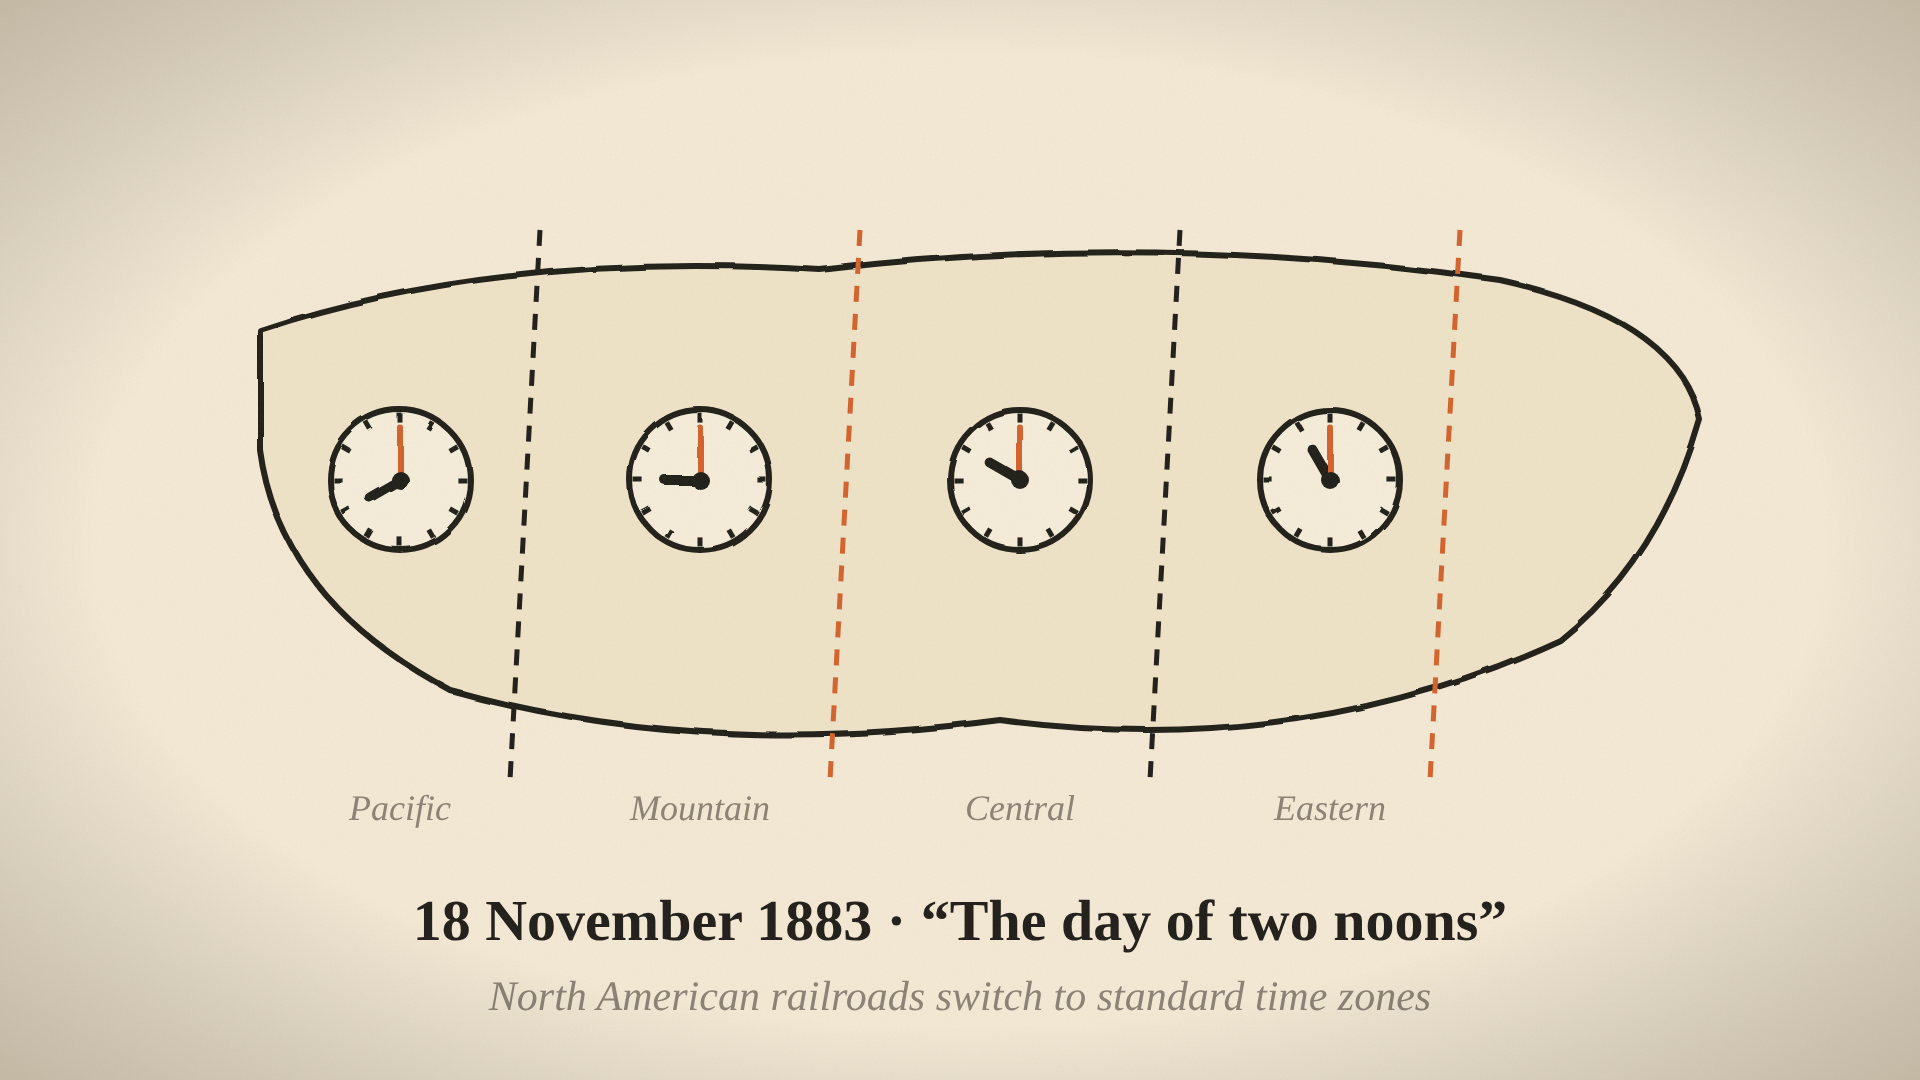 Pacific
Mountain
Central
Eastern
18 November 1883 · “The day of two noons”
North American railroads switch to standard time zones